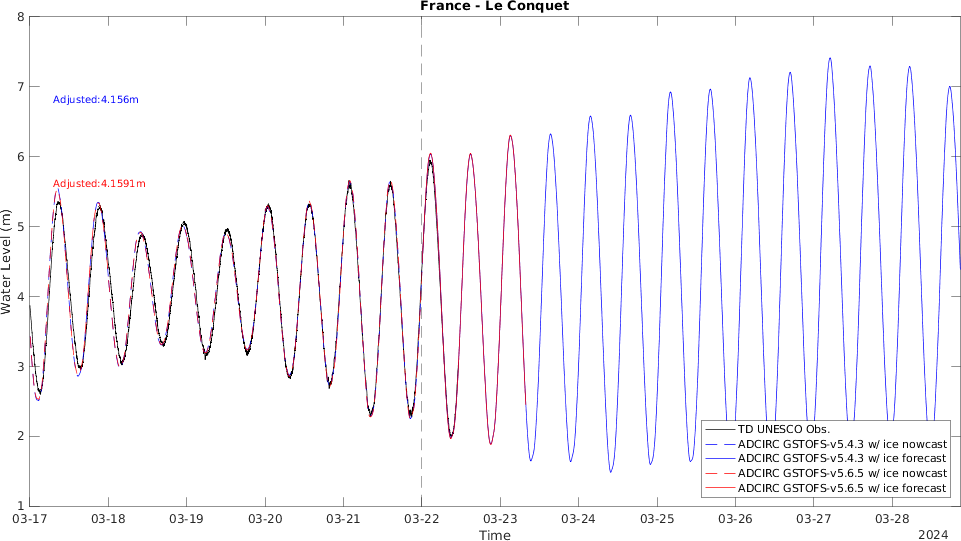 France - Le Conquet
8
7
6
5
4
3
2
1
Water Level (m)
Adjusted:4.156m
Adjusted:4.1591m
TD UNESCO Obs.
ADCIRC GSTOFS-v5.4.3 w/ ice nowcast
ADCIRC GSTOFS-v5.4.3 w/ ice forecast
ADCIRC GSTOFS-v5.6.5 w/ ice nowcast
ADCIRC GSTOFS-v5.6.5 w/ ice forecast
03-17 03-18 03-19 03-20 03-21 03-22 03-23 03-24 03-25 03-26 03-27 03-28
Time
2024